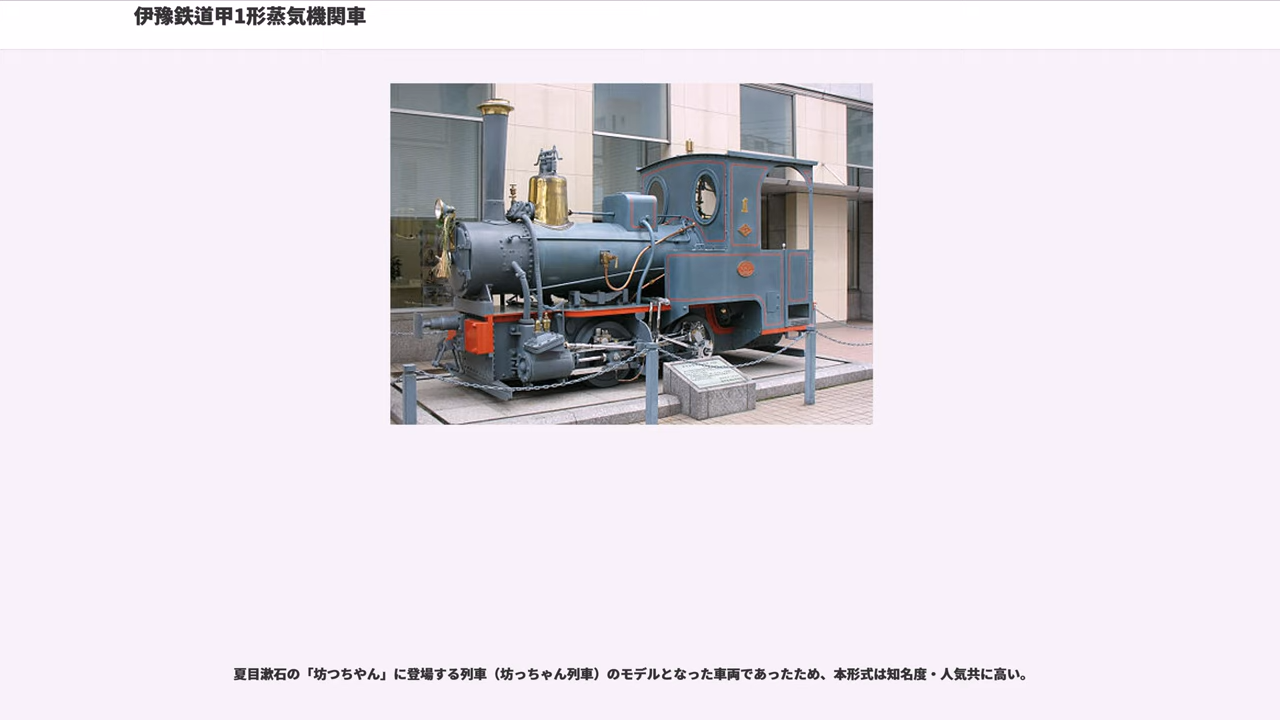 伊豫鉄道甲1形蒸気機関車
1
夏目漱石の「坊つちやん」に登場する列車（坊っちゃん列車）のモデルとなった車両であったため、本形式は知名度・人気共に高い。